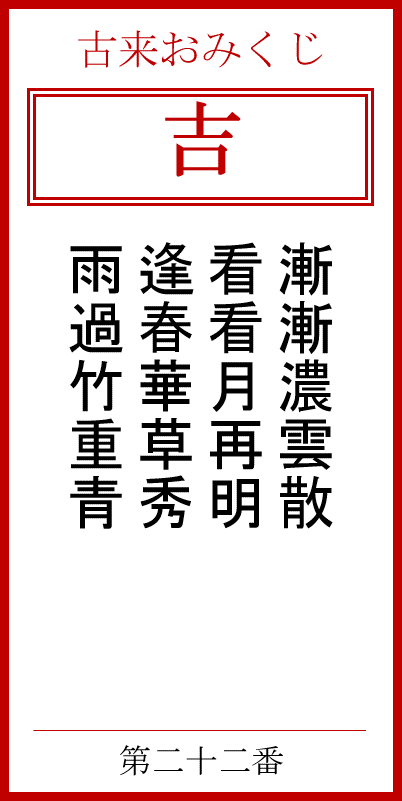 古来おみくじ
吉
漸漸濃雲散
看看月再明
逢春華草秀
雨過竹重青
第二十二番